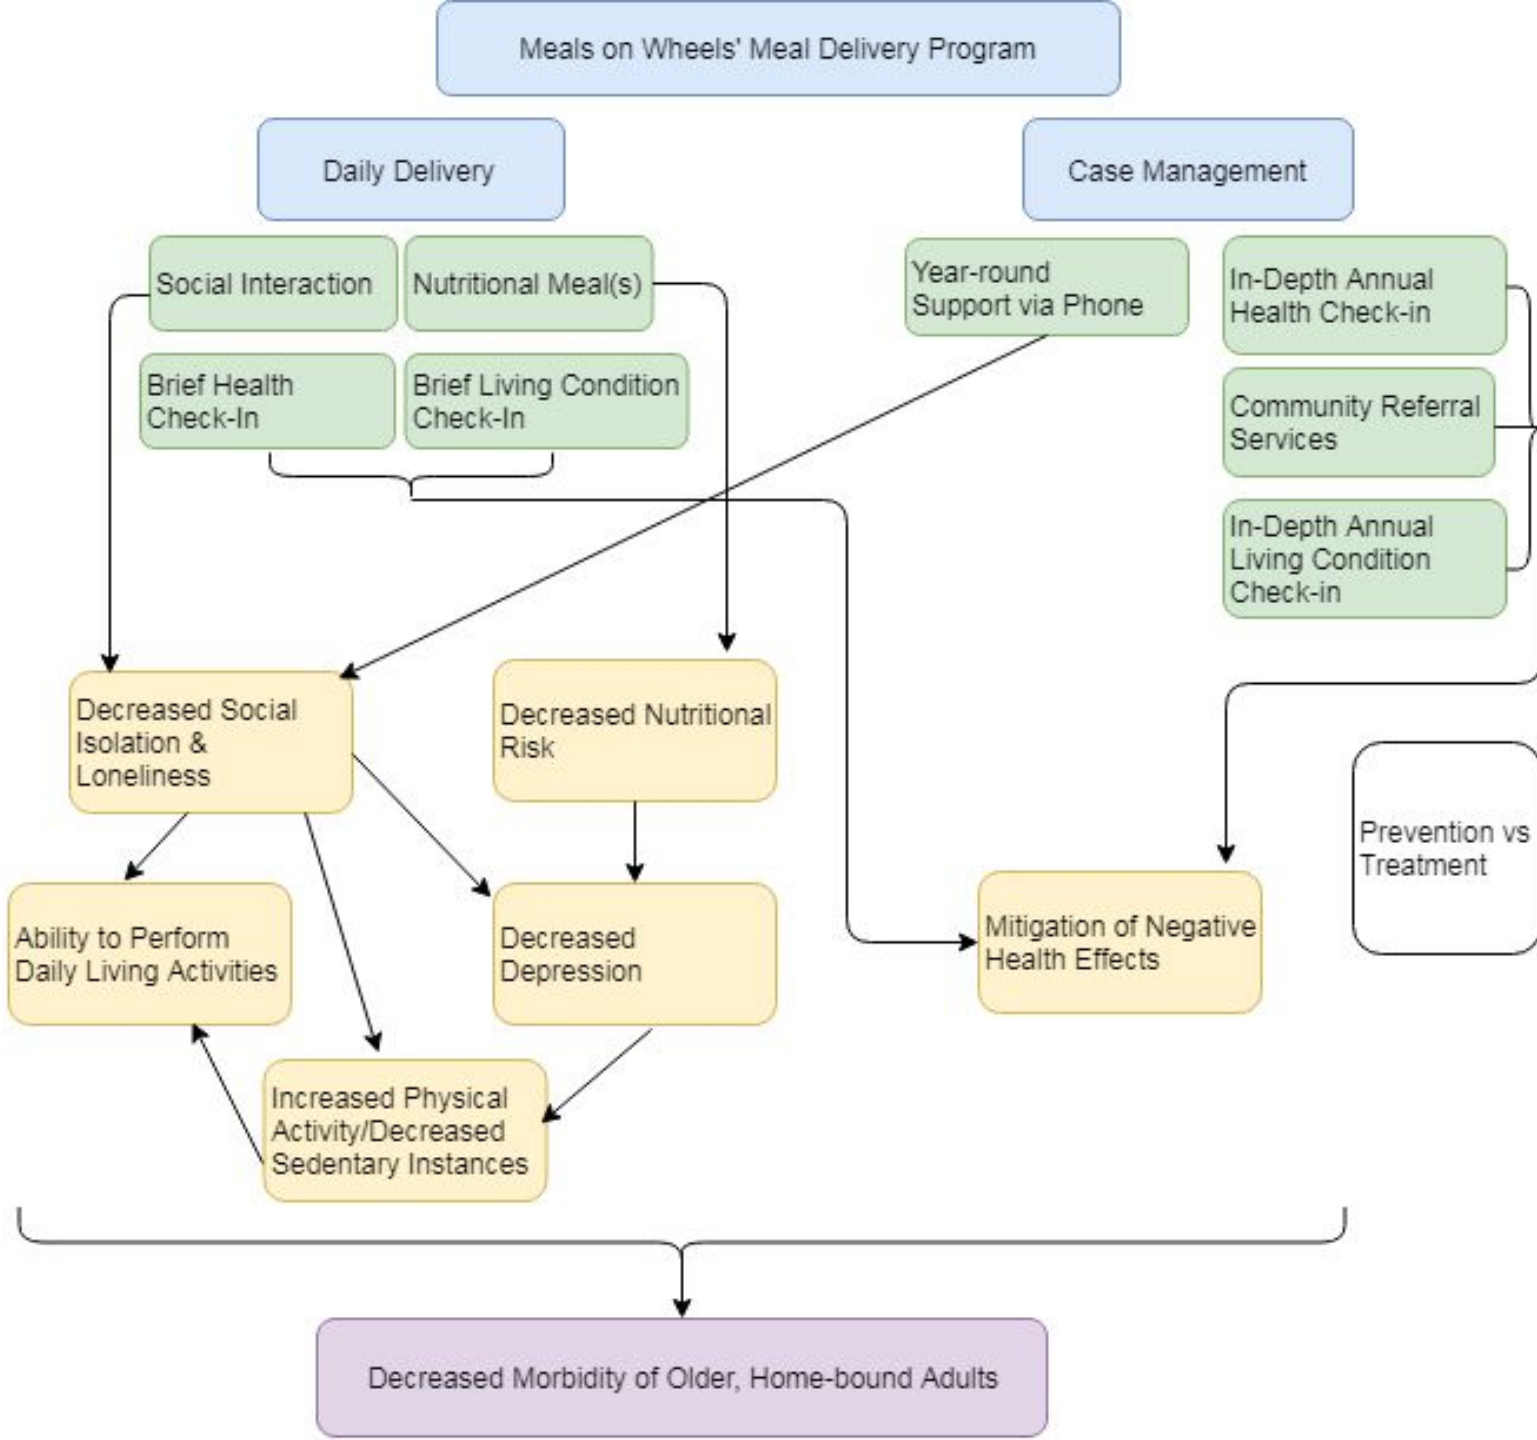 Meals on Wheels' Meal Delivery Program
Daily Delivery
Case Management
Social Interaction
Nutritional Meal(s)
Year-round
Support via Phone
In-Depth Annual
Health Check-in
Brief Health
Check-In
Brief Living Condition
Check-In
Community Referral
Services
In-Depth Annual
Living Condition
Check-in
Decreased Social
Isolation &
Loneliness
Decreased Nutritional
Risk
Prevention vs
Treatment
Ability to Perform
Daily Living Activities
Decreased
Depression
Mitigation of Negative
Health Effects
Increased Physical
Activity/Decreased
Sedentary Instances
Decreased Morbidity of Older, Home-bound Adults